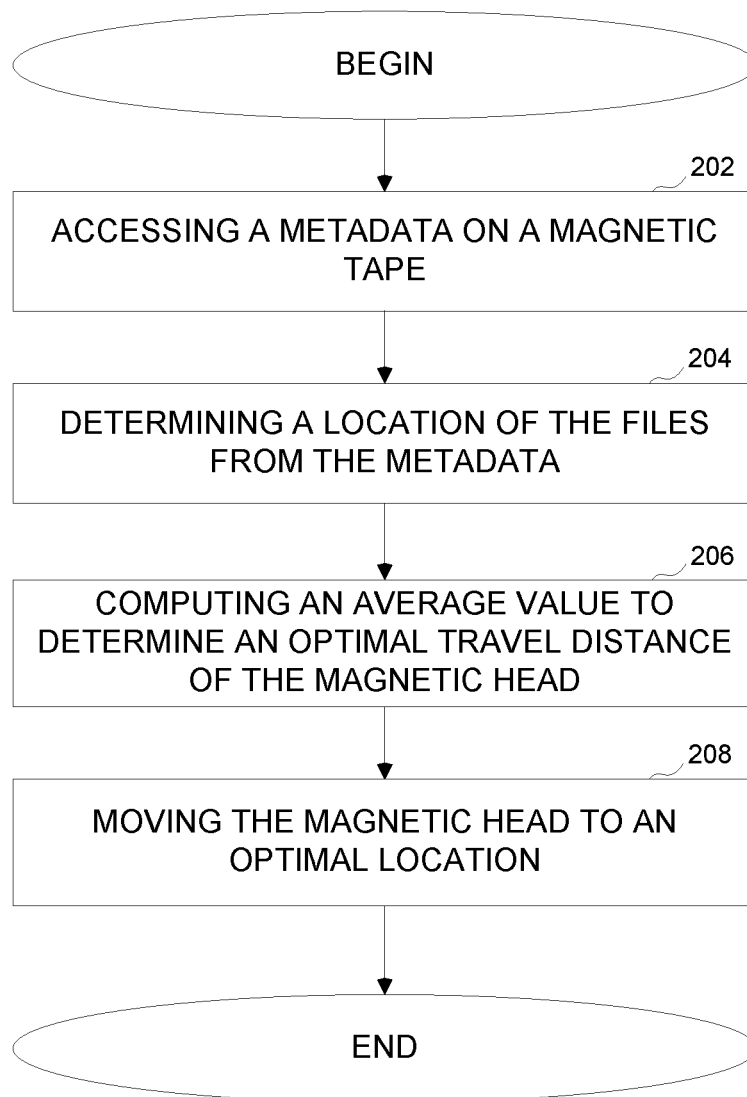 BEGIN
202
ACCESSING A METADATA ON A MAGNETIC
TAPE
204
DETERMINING A LOCATION OF THE FILES
FROM THE METADATA
206
COMPUTING AN AVERAGE VALUE TO
DETERMINE AN OPTIMAL TRAVEL DISTANCE
OF THE MAGNETIC HEAD
208
MOVING THE MAGNETIC HEAD TO AN
OPTIMAL LOCATION
END